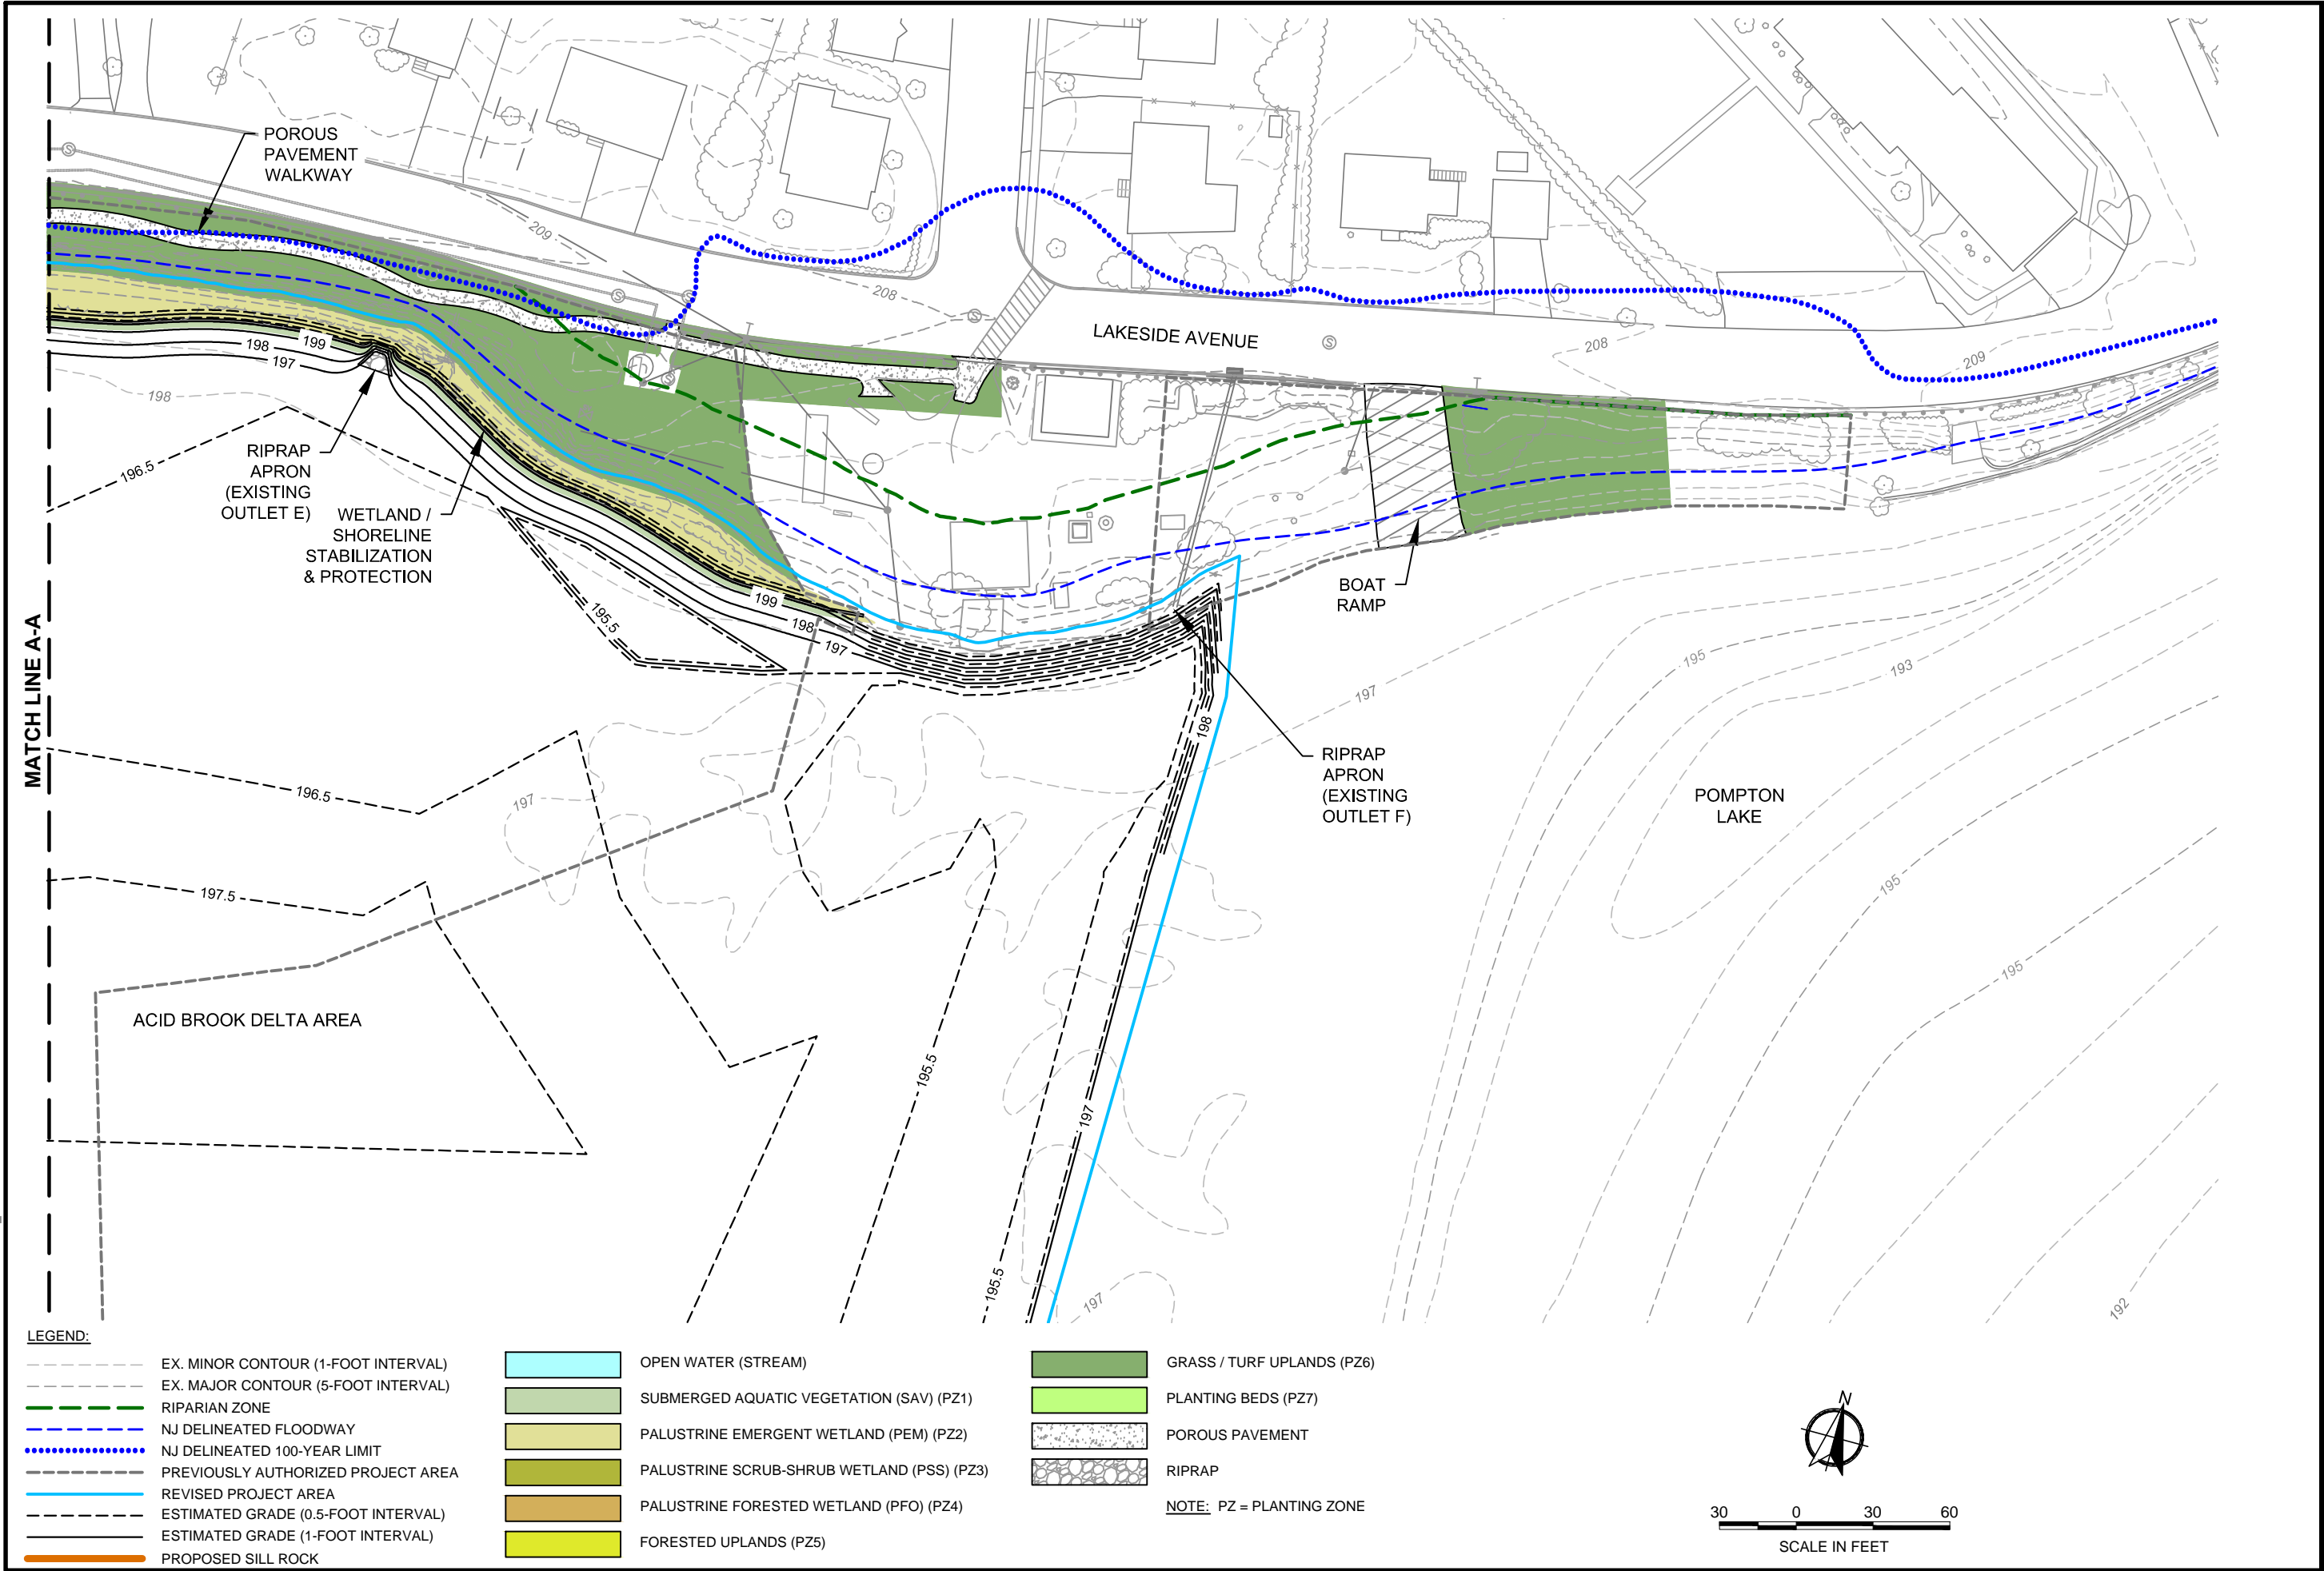 POROUS
PAVEMENT
WALKWAY
209
208
LAKESIDE AVENUE
208
209
198
199
197
198
196.5
RIPRAP
APRON
(EXISTING
OUTLET E)
WETLAND /
SHORELINE
STABILIZATION
& PROTECTION
BOAT
RAMP
199
198
197
195.5
MATCH LINE A-A
195
193
197
198
RIPRAP
APRON
(EXISTING
OUTLET F)
POMPTON
LAKE
196.5
197
197.5
195
195
ACID BROOK DELTA AREA
195.5
197
195.5
197
192
LEGEND:
EX. MINOR CONTOUR (1-FOOT INTERVAL)
EX. MAJOR CONTOUR (5-FOOT INTERVAL)
RIPARIAN ZONE
NJ DELINEATED FLOODWAY
NJ DELINEATED 100-YEAR LIMIT
PREVIOUSLY AUTHORIZED PROJECT AREA
REVISED PROJECT AREA
ESTIMATED GRADE (0.5-FOOT INTERVAL)
ESTIMATED GRADE (1-FOOT INTERVAL)
PROPOSED SILL ROCK
OPEN WATER (STREAM)
SUBMERGED AQUATIC VEGETATION (SAV) (PZ1)
PALUSTRINE EMERGENT WETLAND (PEM) (PZ2)
PALUSTRINE SCRUB-SHRUB WETLAND (PSS) (PZ3)
PALUSTRINE FORESTED WETLAND (PFO) (PZ4)
FORESTED UPLANDS (PZ5)
GRASS / TURF UPLANDS (PZ6)
PLANTING BEDS (PZ7)
POROUS PAVEMENT
RIPRAP
NOTE: PZ = PLANTING ZONE
N
30 0 30 60
SCALE IN FEET